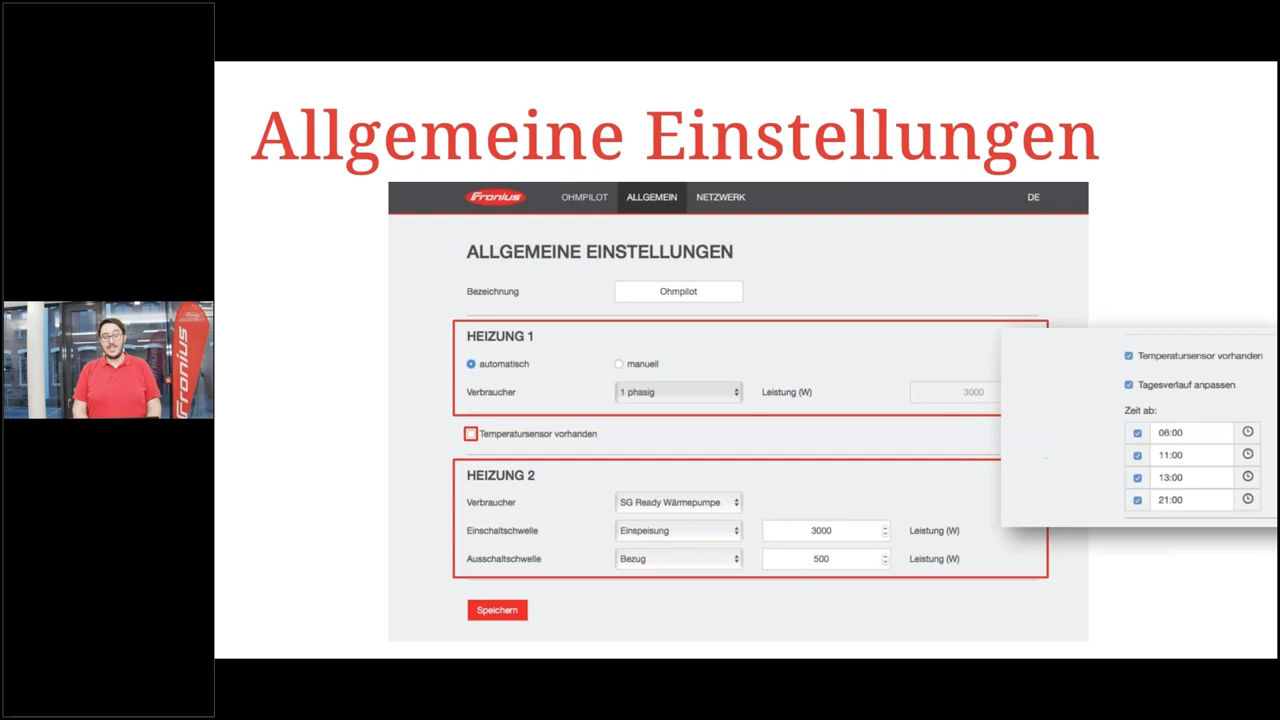 Allgemeine Einstellungen
Fronius OHMPILOT ALLGEMEIN NETZWERK DE
ALLGEMEINE EINSTELLUNGEN
Bezeichnung Ohmpilot
HEIZUNG 1
automatisch manuell
Verbraucher 1 phasig Leistung (W) 3000
Temperatursensor vorhanden
HEIZUNG 2
Verbraucher SG Ready Wärmepumpe
Einschaltschwelle Einspeisung 3000 Leistung (W)
Ausschaltschwelle Bezug 500 Leistung (W)
Speichern
Temperatursensor vorhanden
Tagesverlauf anpassen
Zeit ab:
06:00
11:00
13:00
21:00
Fronius
Fronius